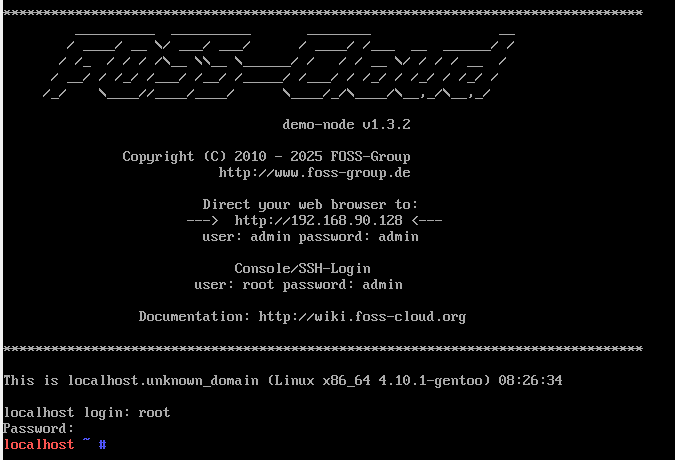 ********************************************************************************
FOSS-Cloud
demo-node v1.3.2
Copyright (C) 2010 - 2025 FOSS-Group
http://www.foss-group.de
Direct your web browser to:
---> http://192.168.90.128 <---
user: admin password: admin
Console/SSH-Login
user: root password: admin
Documentation: http://wiki.foss-cloud.org
********************************************************************************
This is localhost.unknown_domain (Linux x86_64 4.10.1-gentoo) 08:26:34
localhost login: root
Password:
localhost ~ #